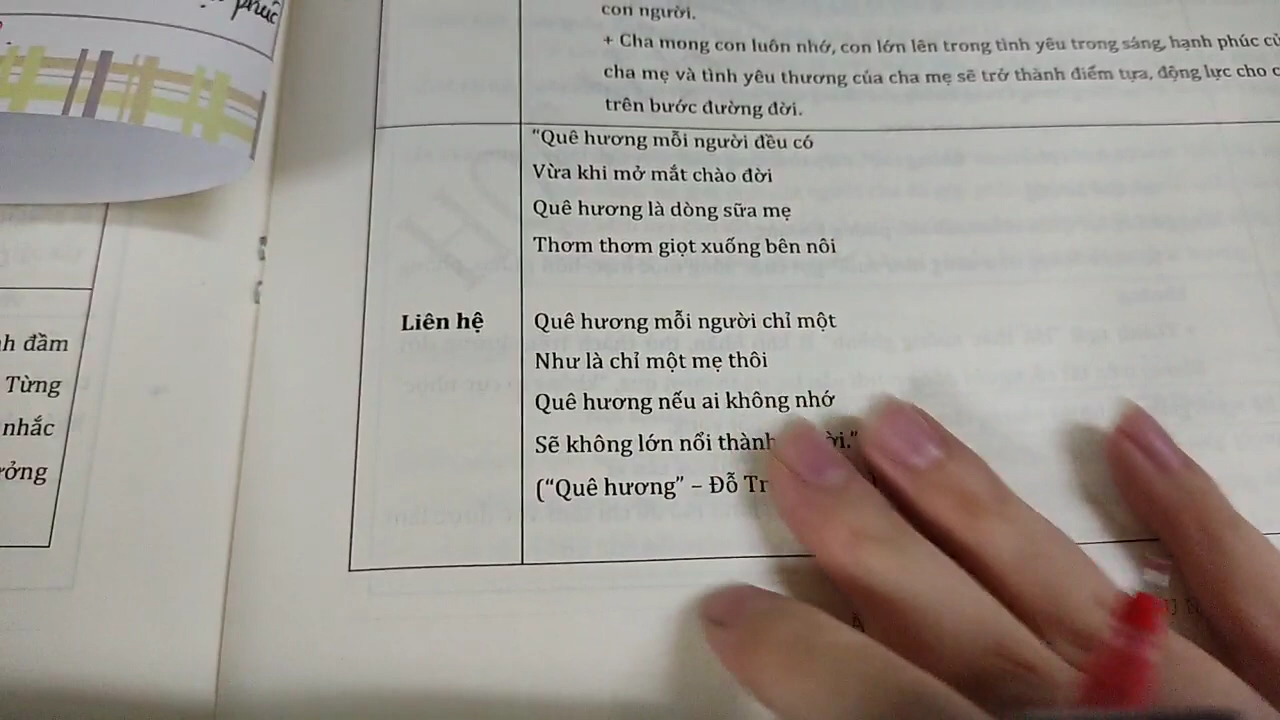 phúc
h đầm
Từng
nhắc
ưởng
con người.
+ Cha mong con luôn nhớ, con lớn lên trong tình yêu trong sáng, hạnh phúc
cha mẹ và tình yêu thương của cha mẹ sẽ trở thành điểm tựa, động lực cho
trên bước đường đời.
Liên hệ
"Quê hương mỗi người đều có
Vừa khi mở mắt chào đời
Quê hương là dòng sữa mẹ
Thơm thơm giọt xuống bên nôi
Quê hương mỗi người chỉ một
Như là chỉ một mẹ thôi
Quê hương nếu ai không nhớ
Sẽ không lớn nổi thành
("Quê hương" – Đỗ